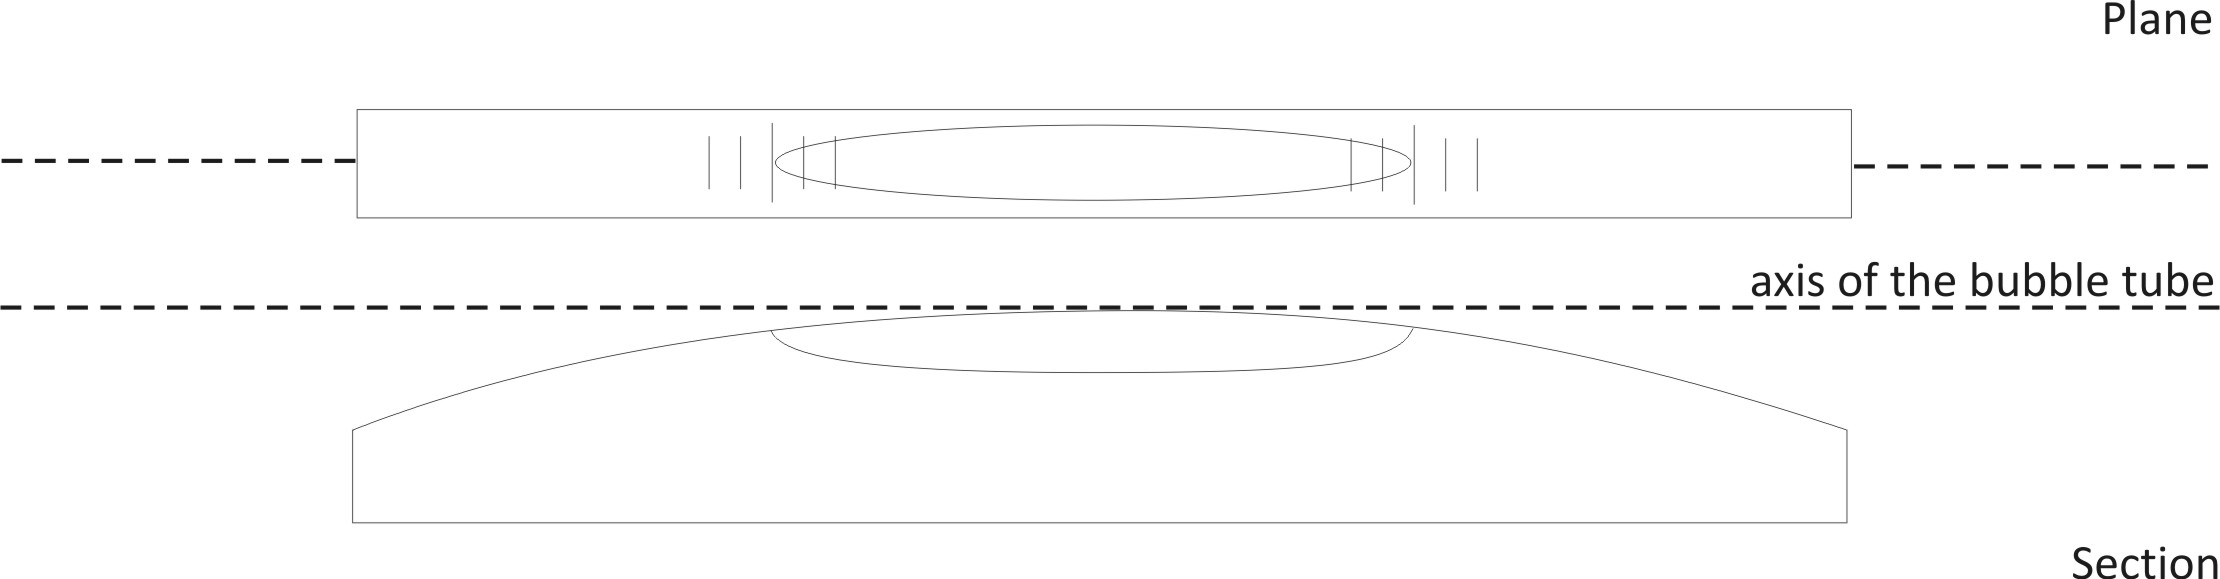 Plane
axis of the bubble tube
Section